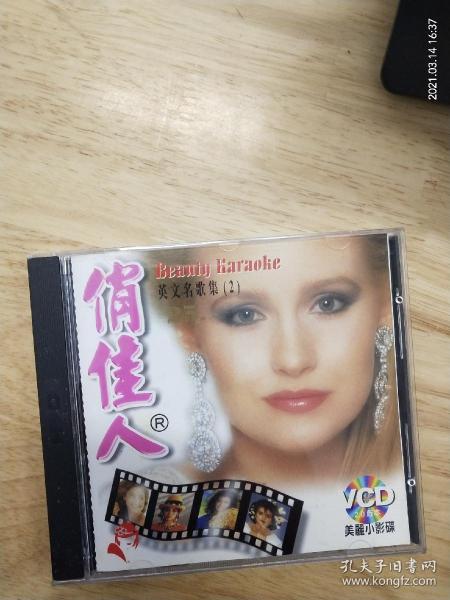 2021.03.14 16:37
Beauty Karaoke
英文名歌集(2)
俏佳人®
VCD
美麗小影碟
孔夫子旧书网
www.kongfz.com